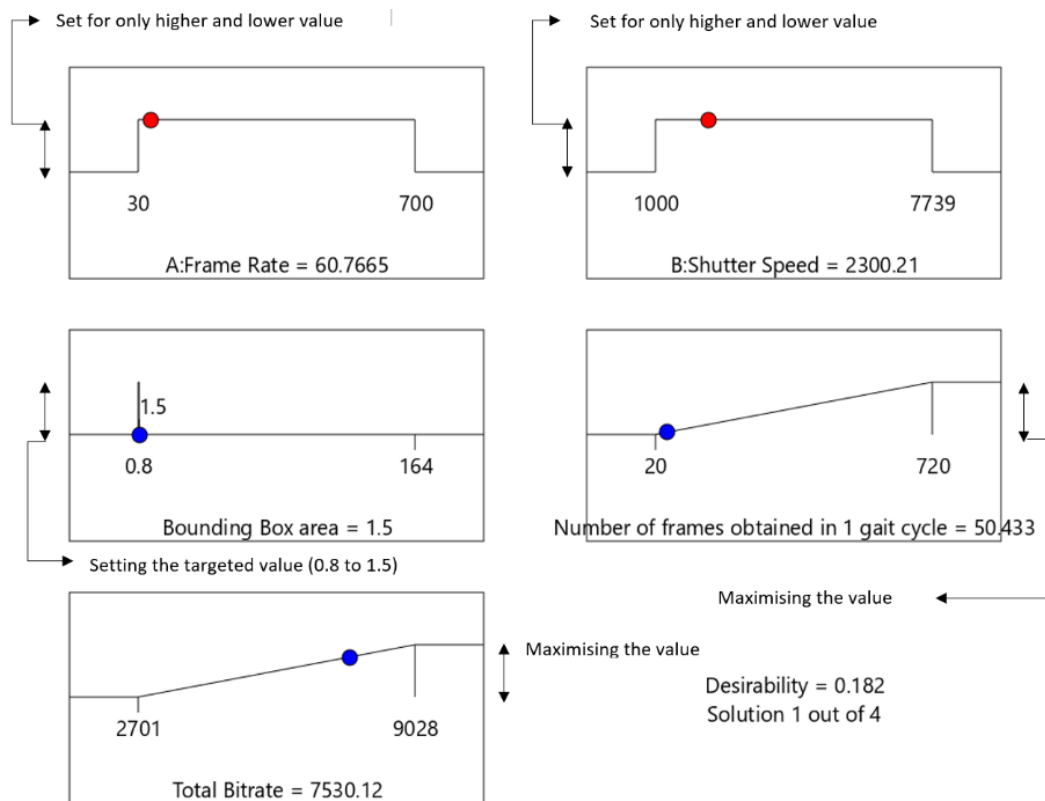 Set for only higher and lower value
Set for only higher and lower value
30
700
A:Frame Rate = 60.7665
1000
7739
B:Shutter Speed = 2300.21
1.5
0.8
164
Bounding Box area = 1.5
20
720
Number of frames obtained in 1 gait cycle = 50.433
Setting the targeted value (0.8 to 1.5)
Maximising the value
Maximising the value
2701
9028
Total Bitrate = 7530.12
Desirability = 0.182
Solution 1 out of 4